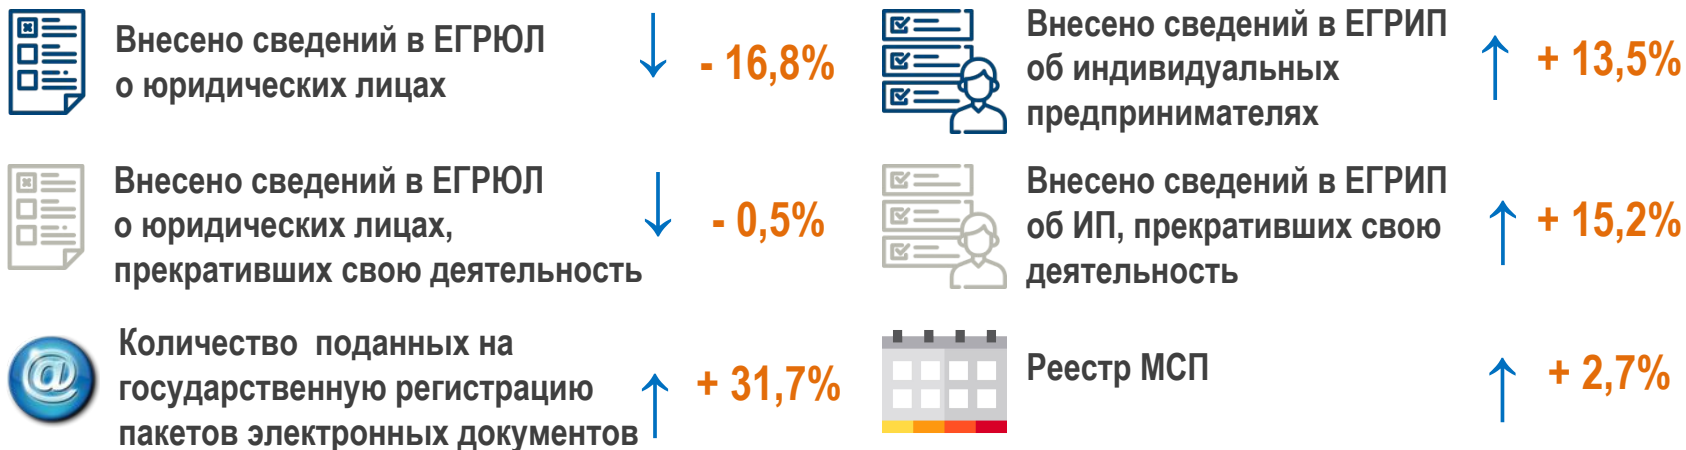 Внесено сведений в ЕГРЮЛ
о юридических лицах
- 16,8%
Внесено сведений в ЕГРИП
об индивидуальных
предпринимателях
+ 13,5%
Внесено сведений в ЕГРЮЛ
о юридических лицах,
прекративших свою деятельность
- 0,5%
Внесено сведений в ЕГРИП
об ИП, прекративших свою
деятельность
+ 15,2%
@
Количество поданных на
государственную регистрацию
пакетов электронных документов
+ 31,7%
Реестр МСП
+ 2,7%